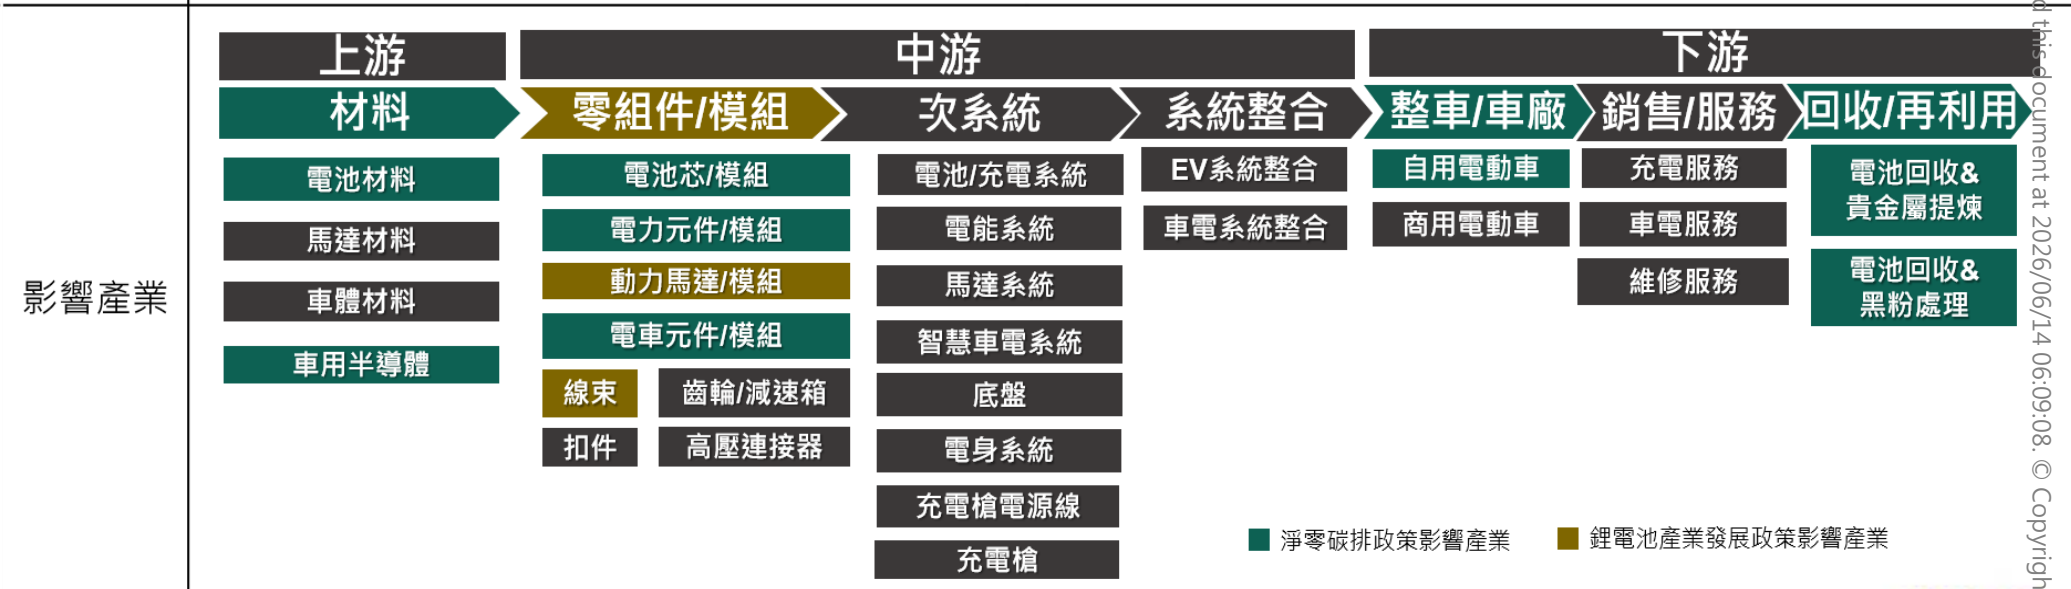 影響產業
上游
中游
下游
材料
零組件/模組
次系統
系統整合
整車/車廠
銷售/服務
回收/再利用
電池材料
馬達材料
車體材料
車用半導體
電池芯/模組
電力元件/模組
動力馬達/模組
電車元件/模組
線束
齒輪/減速箱
扣件
高壓連接器
電池/充電系統
電能系統
馬達系統
智慧車電系統
底盤
電身系統
充電槍電源線
充電槍
EV系統整合
車電系統整合
自用電動車
商用電動車
充電服務
車電服務
維修服務
電池回收&
貴金屬提煉
電池回收&
黑粉處理
淨零碳排政策影響產業
鋰電池產業發展政策影響產業
d this document at 2026/06/14 06:09:08. © Copyrigh